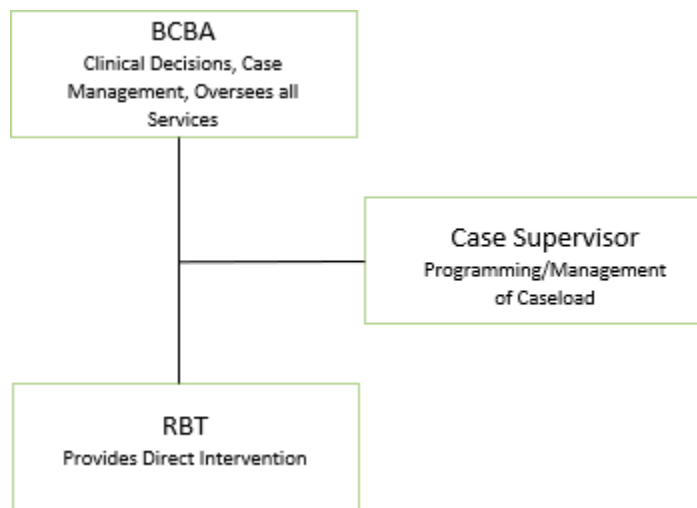 BCBA
Clinical Decisions, Case
Management, Oversees all
Services
Case Supervisor
Programming/Management
of Caseload
RBT
Provides Direct Intervention